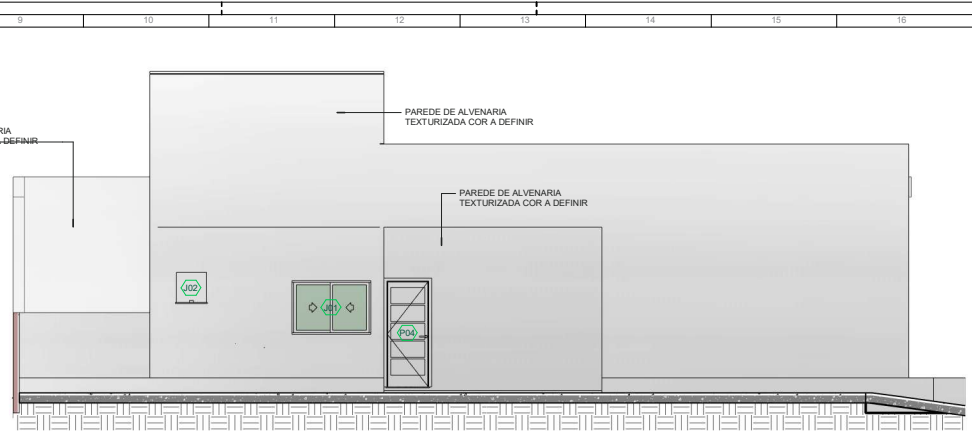 9 10 11 12 13 14 15 16
PAREDE DE ALVENARIA
TEXTURIZADA COR A DEFINIR
DEFINIR
PAREDE DE ALVENARIA
TEXTURIZADA COR A DEFINIR
J02
J01
P04